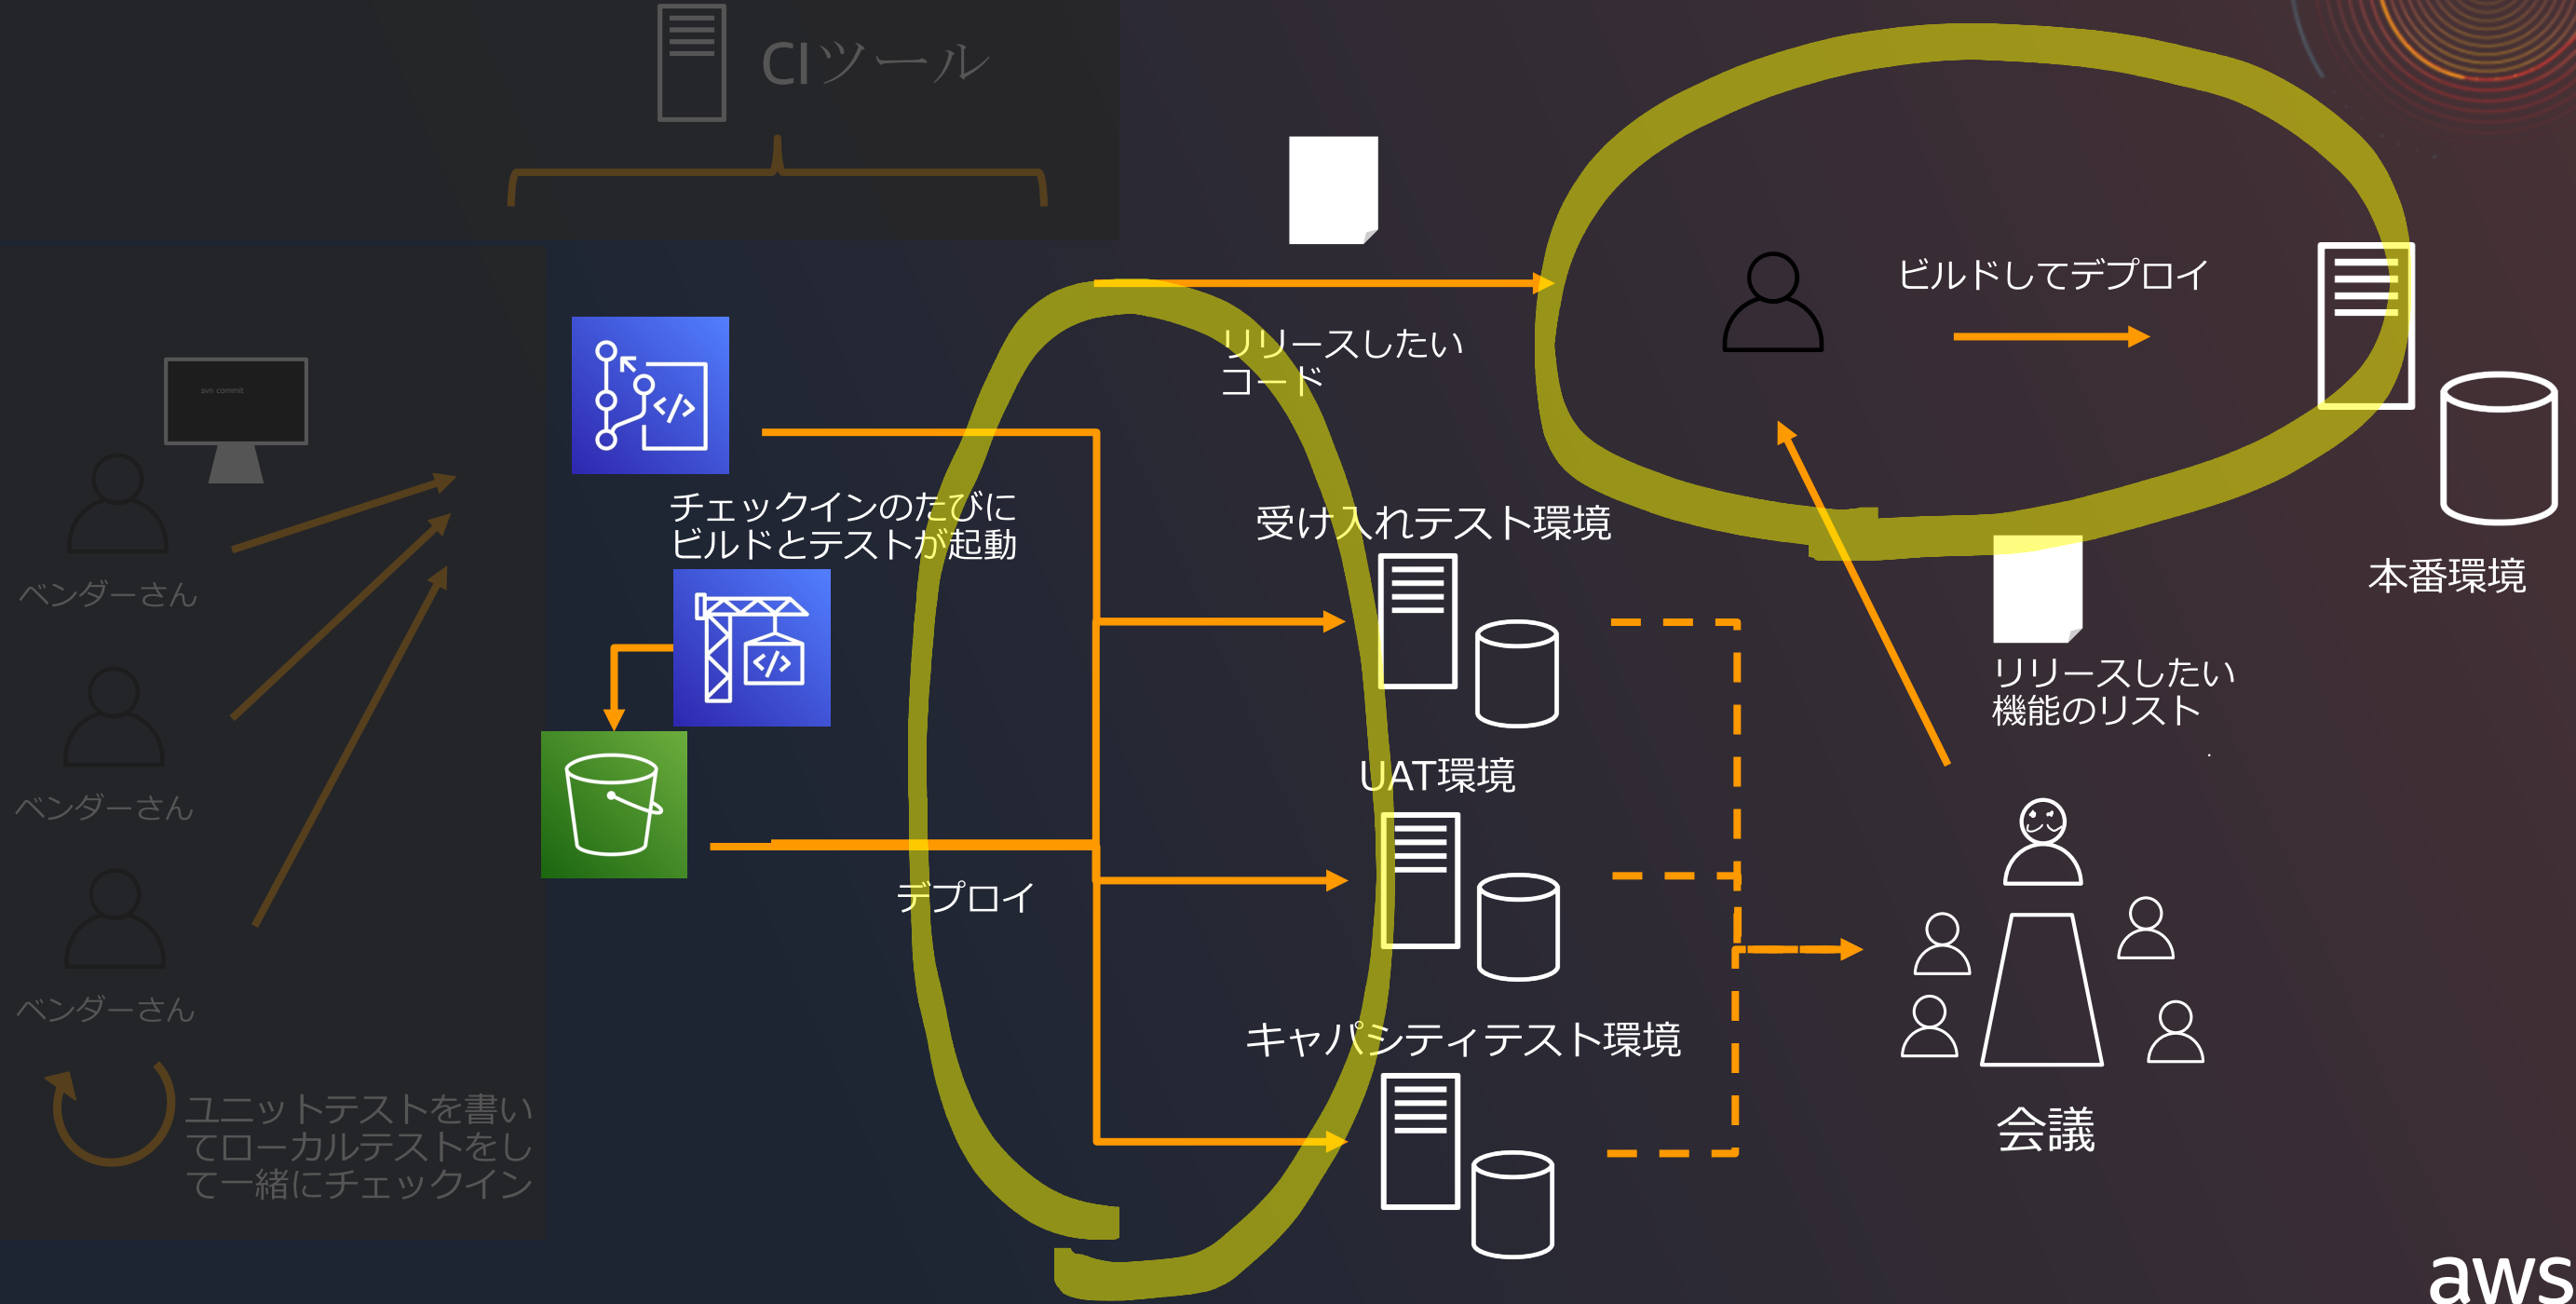 CIツール
svn commit
ベンダーさん
ベンダーさん
ベンダーさん
ユニットテストを書い
てローカルテストをし
て一緒にチェックイン
チェックインのたびに
ビルドとテストが起動
デプロイ
リリースしたい
コード
受け入れテスト環境
UAT環境
キャパシティテスト環境
ビルドしてデプロイ
本番環境
リリースしたい
機能のリスト
会議
aws